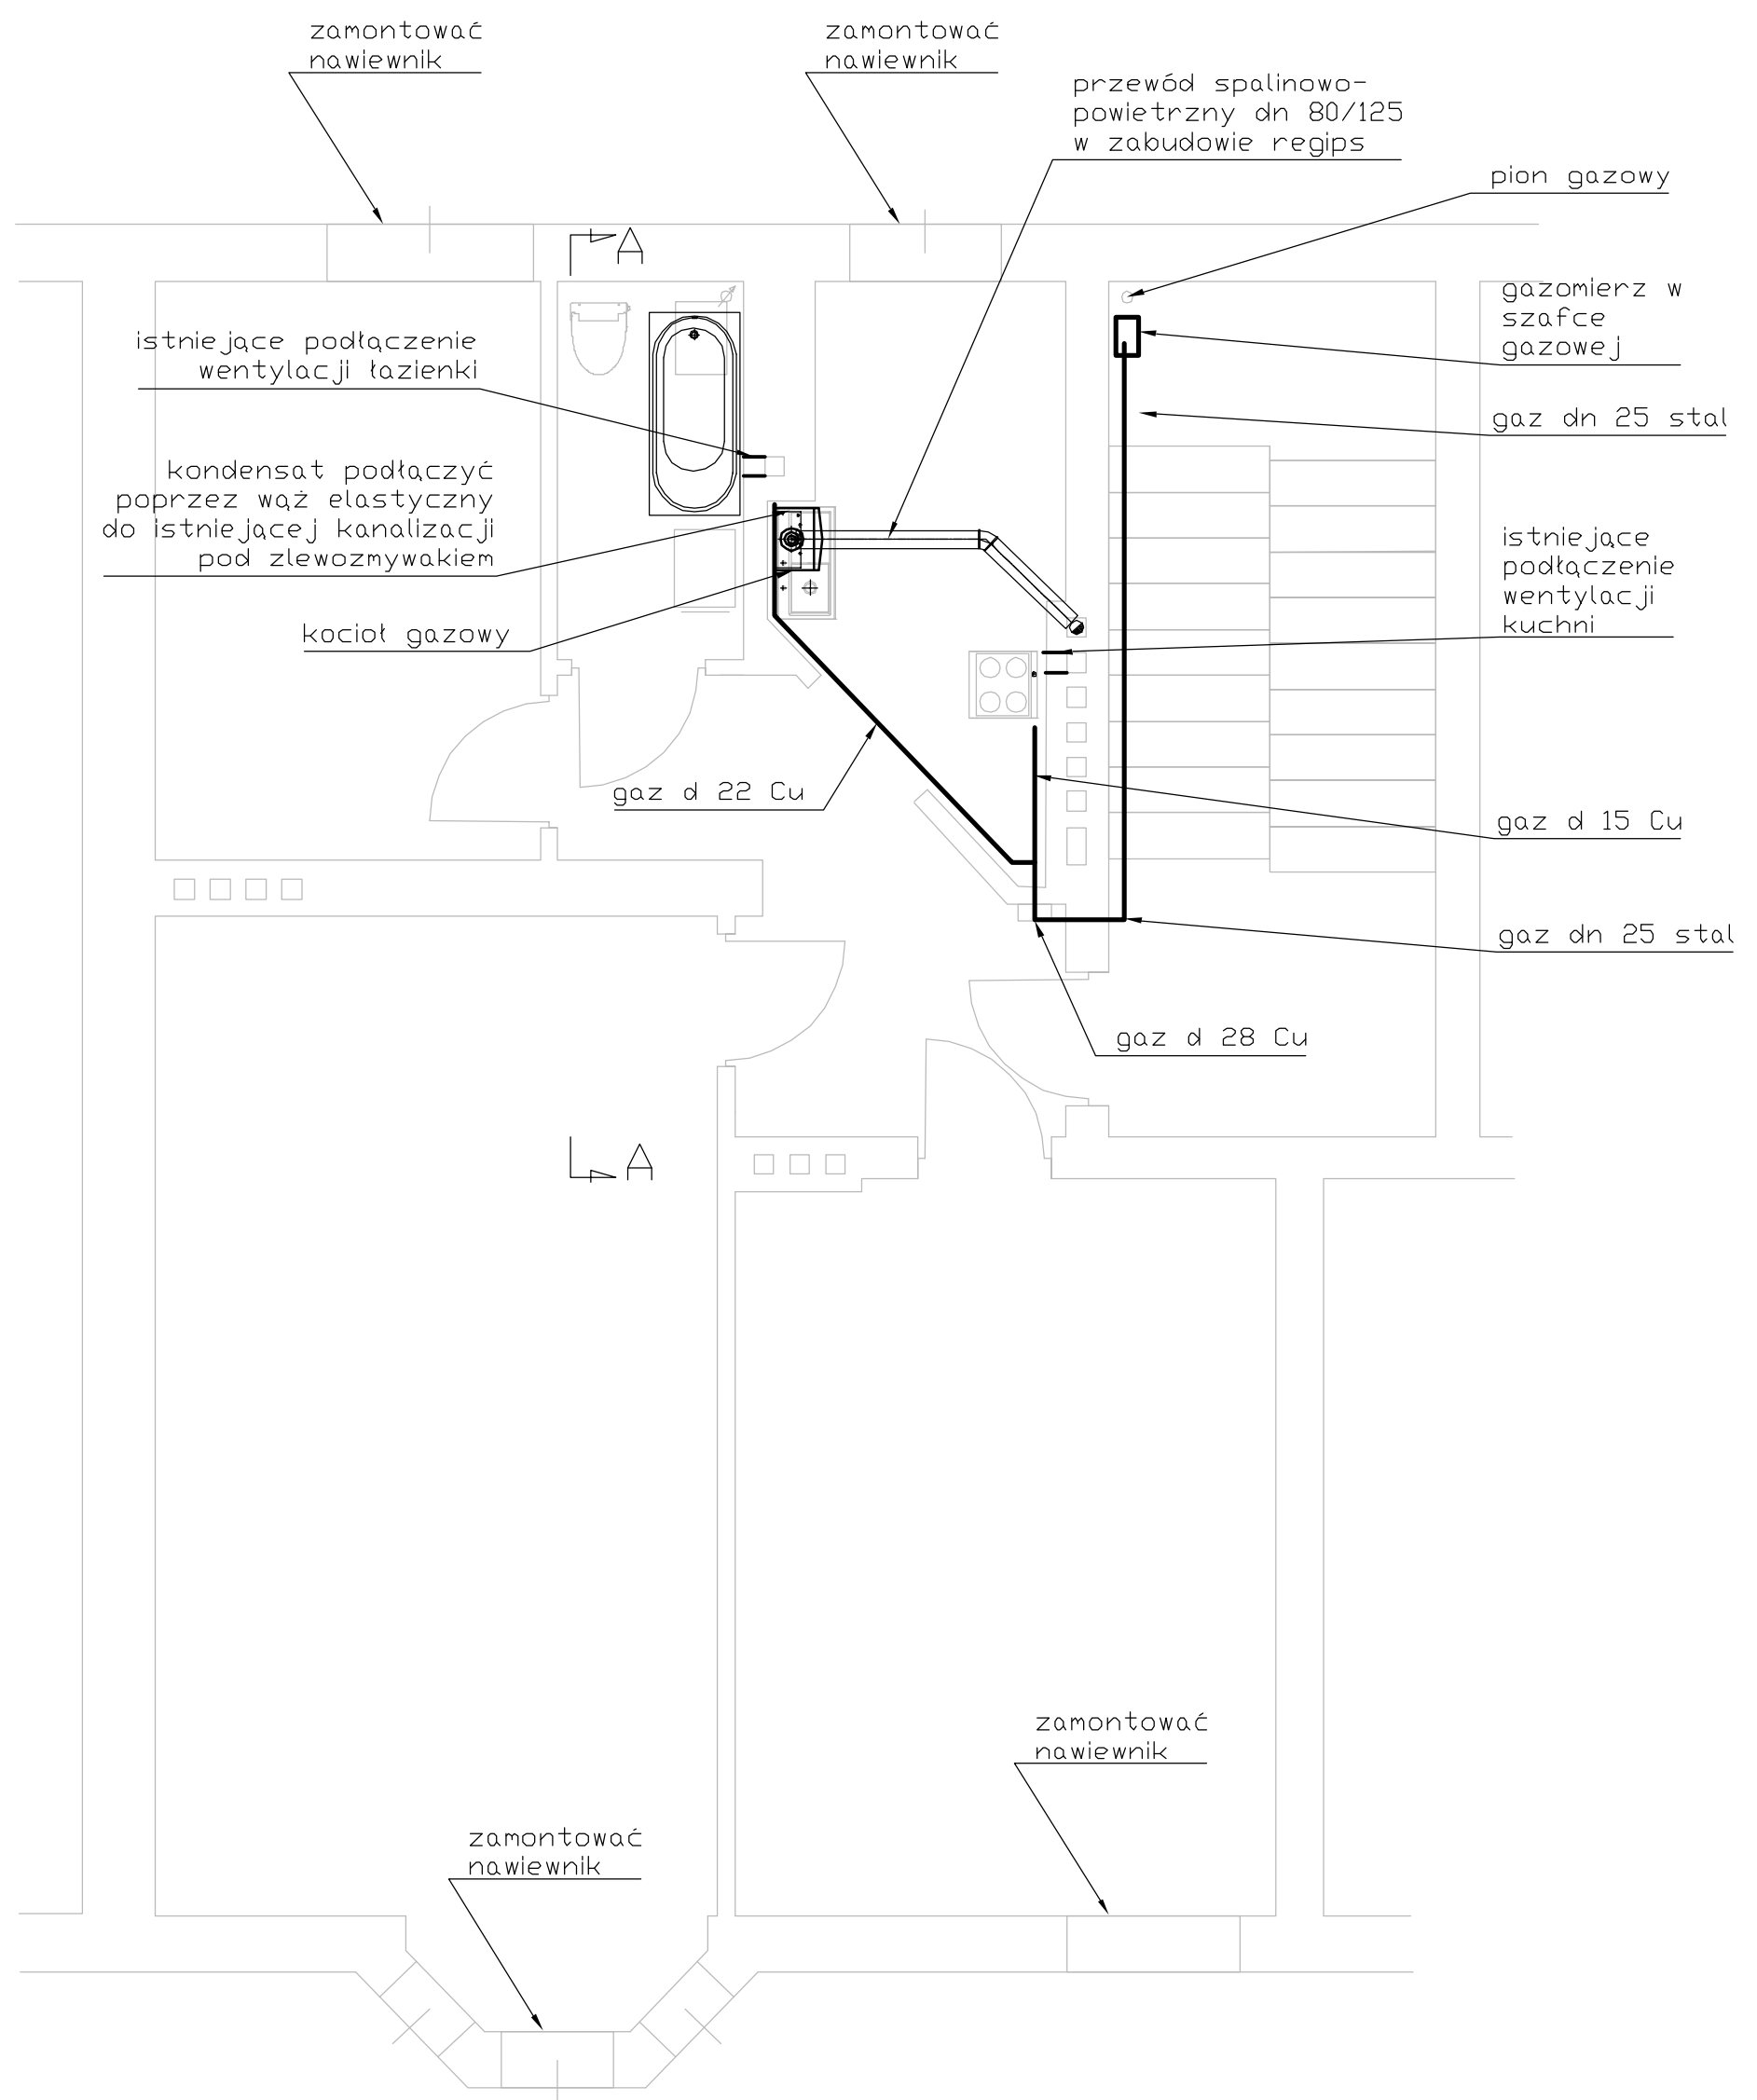 zamontować
nawiewnik
zamontować
nawiewnik
przewód spalinowo-
powietrzny dn 80/125
w zabudowie regips
pion gazowy
A
gazomierz w
szafce
gazowej
istniejące podłączenie
wentylacji łazienki
gaz dn 25 stal
kondensat podłączyć
poprzez wąż elastyczny
do istniejącej kanalizacji
pod zlewozmywakiem
istniejące
podłączenie
wentylacji
kuchni
kocioł gazowy
gaz d 22 Cu
gaz d 15 Cu
gaz dn 25 stal
gaz d 28 Cu
A
zamontować
nawiewnik
zamontować
nawiewnik